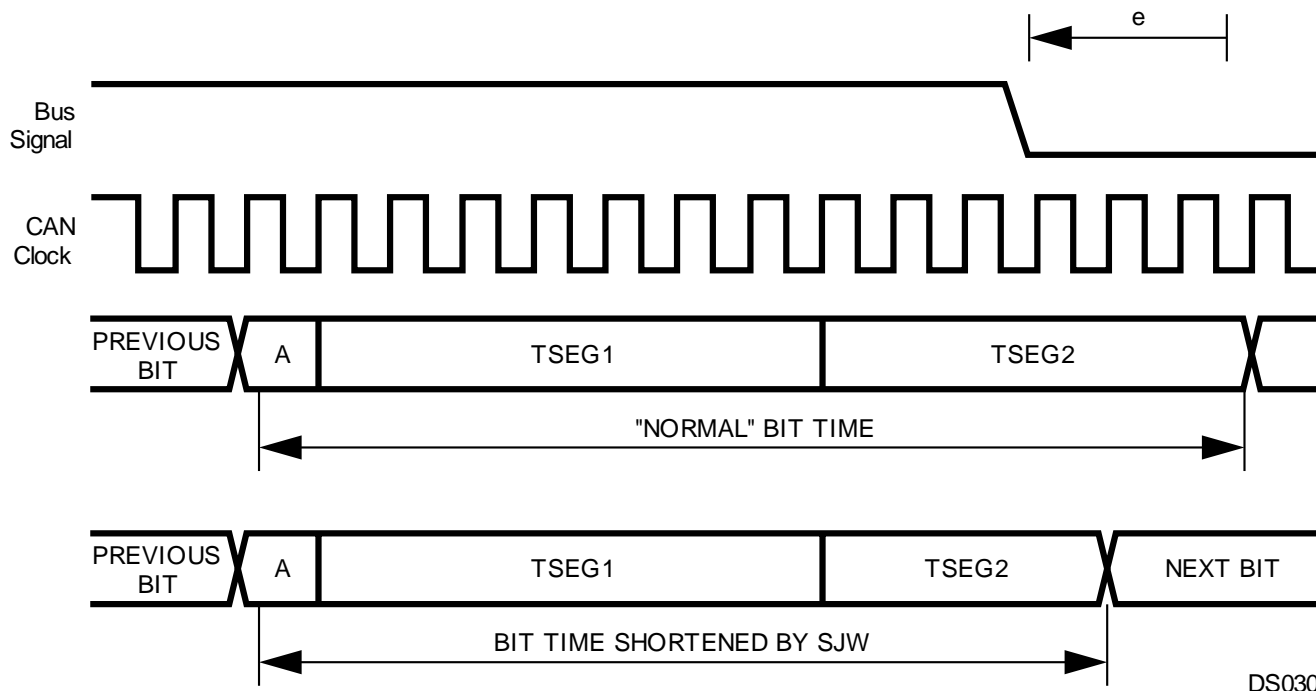 e
Bus
Signal
CAN
Clock
PREVIOUS
BIT
A
TSEG1
TSEG2
"NORMAL" BIT TIME
PREVIOUS
BIT
A
TSEG1
TSEG2
NEXT BIT
BIT TIME SHORTENED BY SJW
DS030